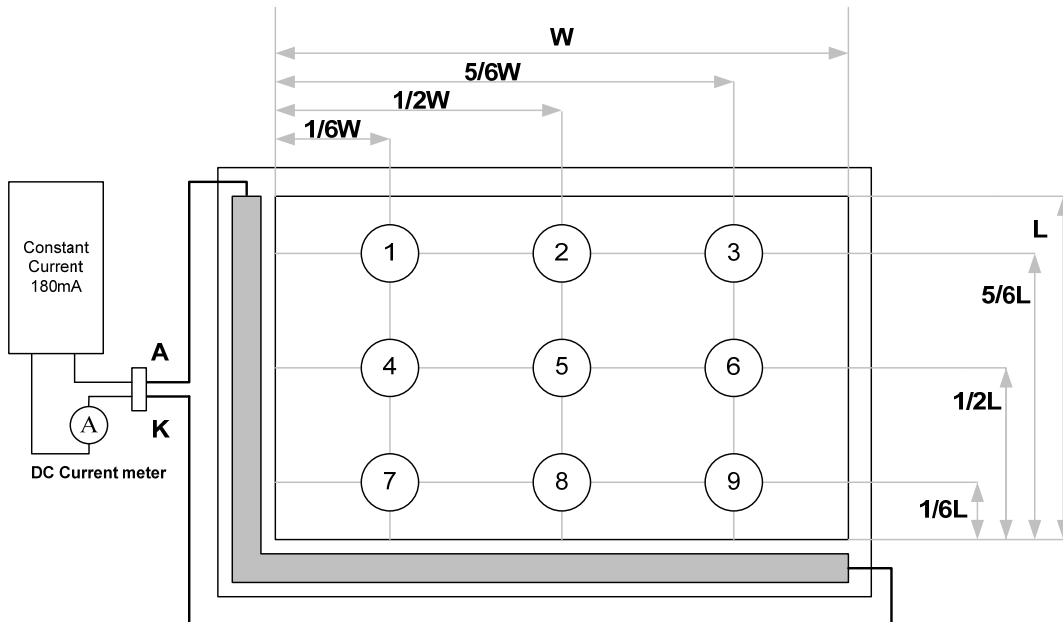 W
5/6W
1/2W
1/6W
L
5/6L
1/2L
1/6L
Constant
Current
180mA
A
K
A
DC Current meter
1
2
3
4
5
6
7
8
9